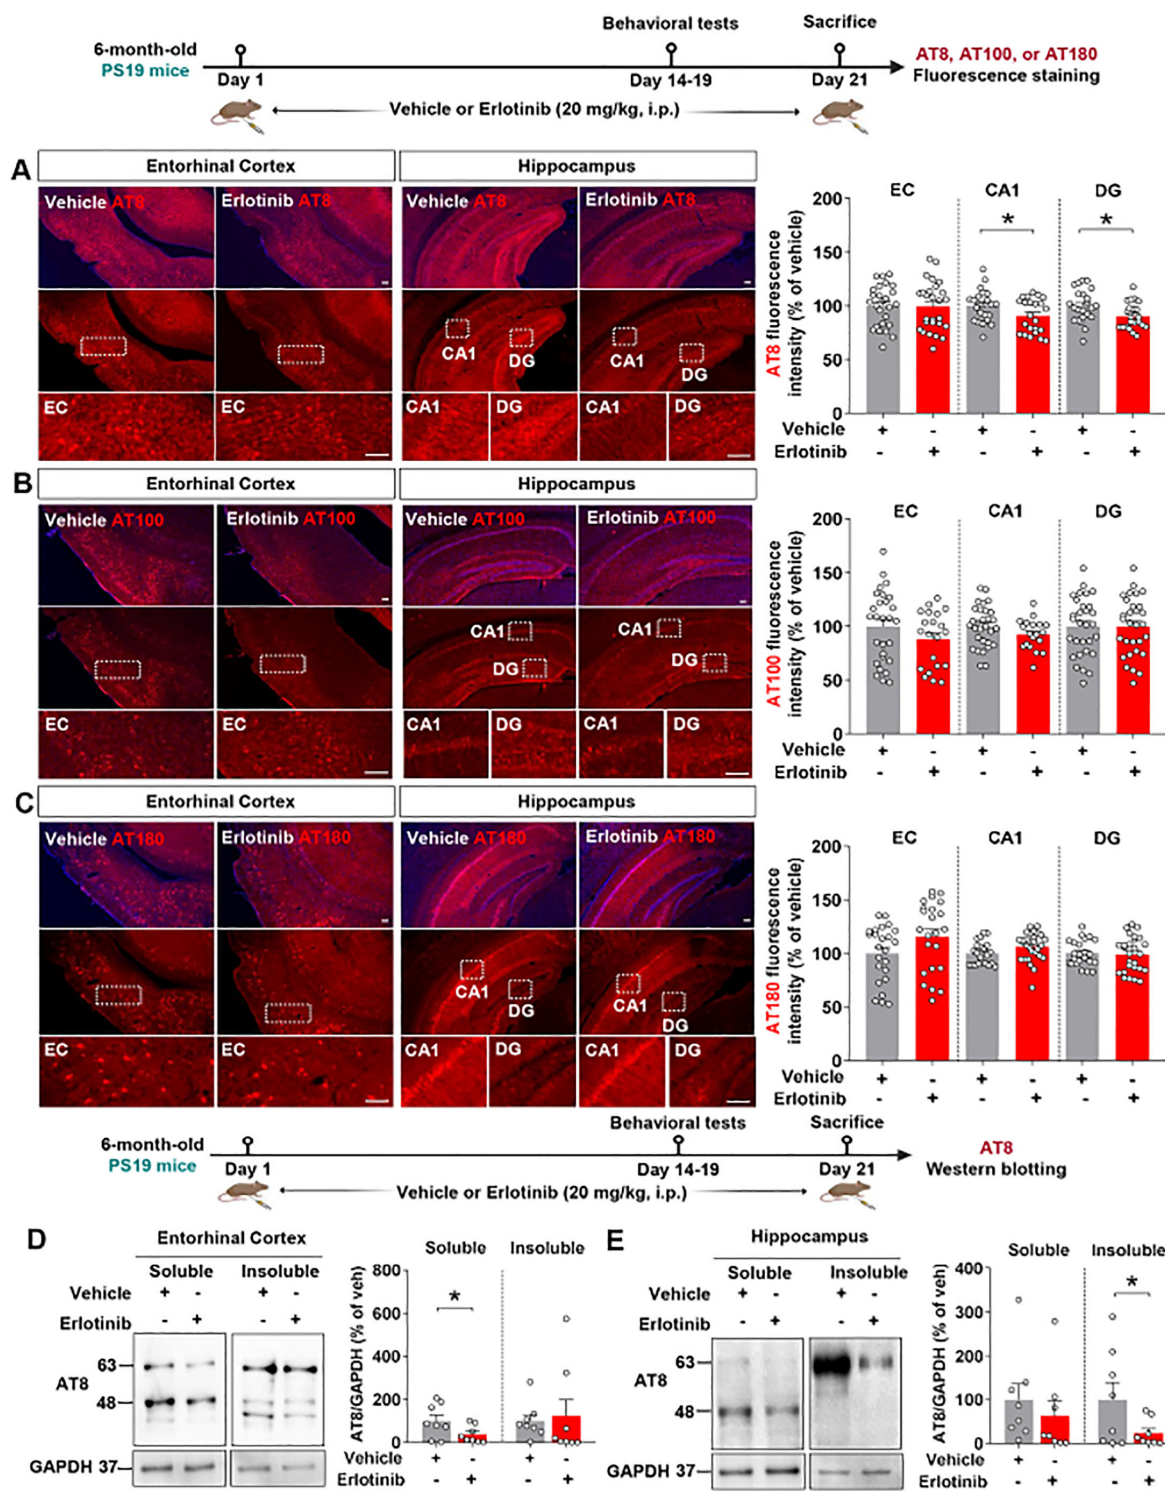 Behavioral tests
Sacrifice
6-month-old
PS19 mice
Day 1
Day 14-19
Day 21
AT8, AT100, or AT180
Fluorescence staining
Vehicle or Erlotinib (20 mg/kg, i.p.)
A
Entorhinal Cortex
Hippocampus
Vehicle AT8
Erlotinib AT8
Vehicle AT8
Erlotinib AT8
CA1
DG
CA1
DG
EC
EC
CA1
DG
CA1
DG
AT8 fluorescence
intensity (% of vehicle)
EC
CA1
DG
200
150
100
50
0
*
*
Vehicle + - + - + -
Erlotinib - + - + - +
B
Entorhinal Cortex
Hippocampus
Vehicle AT100
Erlotinib AT100
Vehicle AT100
Erlotinib AT100
CA1
DG
CA1
DG
EC
EC
CA1
DG
CA1
DG
AT100 fluorescence
intensity (% of vehicle)
EC
CA1
DG
200
150
100
50
0
Vehicle + - + - + -
Erlotinib - + - + - +
C
Entorhinal Cortex
Hippocampus
Vehicle AT180
Erlotinib AT180
Vehicle AT180
Erlotinib AT180
CA1
DG
CA1
DG
EC
EC
CA1
DG
CA1
DG
AT180 fluorescence
intensity (% of vehicle)
EC
CA1
DG
200
150
100
50
0
Vehicle + - + - + -
Erlotinib - + - + - +
Behavioral tests
Sacrifice
6-month-old
PS19 mice
Day 1
Day 14-19
Day 21
AT8
Western blotting
Vehicle or Erlotinib (20 mg/kg, i.p.)
D
Entorhinal Cortex
Soluble
Insoluble
Vehicle + - + -
Erlotinib - + - +
63
AT8
48
GAPDH 37
AT8/GAPDH (% of veh)
Soluble
Insoluble
800
600
400
200
0
*
Vehicle + - + -
Erlotinib - + - +
E
Hippocampus
Soluble
Insoluble
Vehicle + - + -
Erlotinib - + - +
63
AT8
48
GAPDH 37
AT8/GAPDH (% of veh)
Soluble
Insoluble
400
300
200
100
0
*
Vehicle + - + -
Erlotinib - + - +